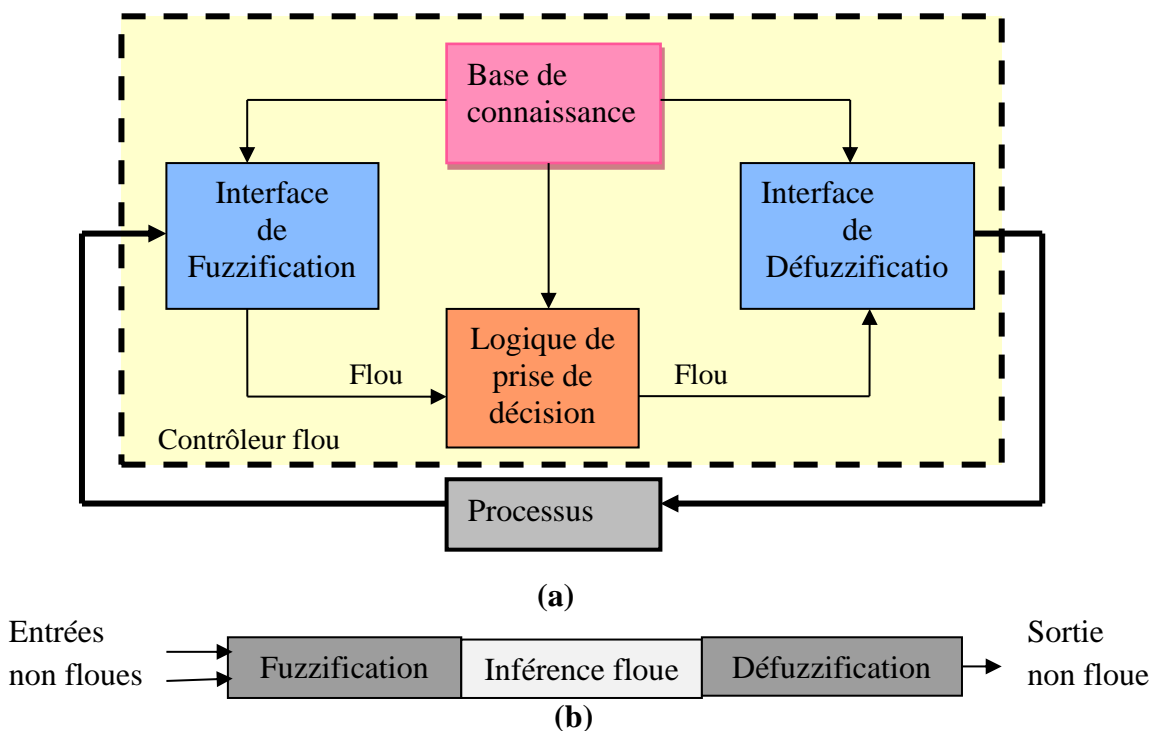 Base de
connaissance
Interface
de
Fuzzification
Interface
de
Défuzzificatio
Logique de
prise de
décision
Flou
Flou
Contrôleur flou
Processus
(a)
Entrées
non floues
Fuzzification
Inférence floue
Défuzzification
Sortie
non floue
(b)